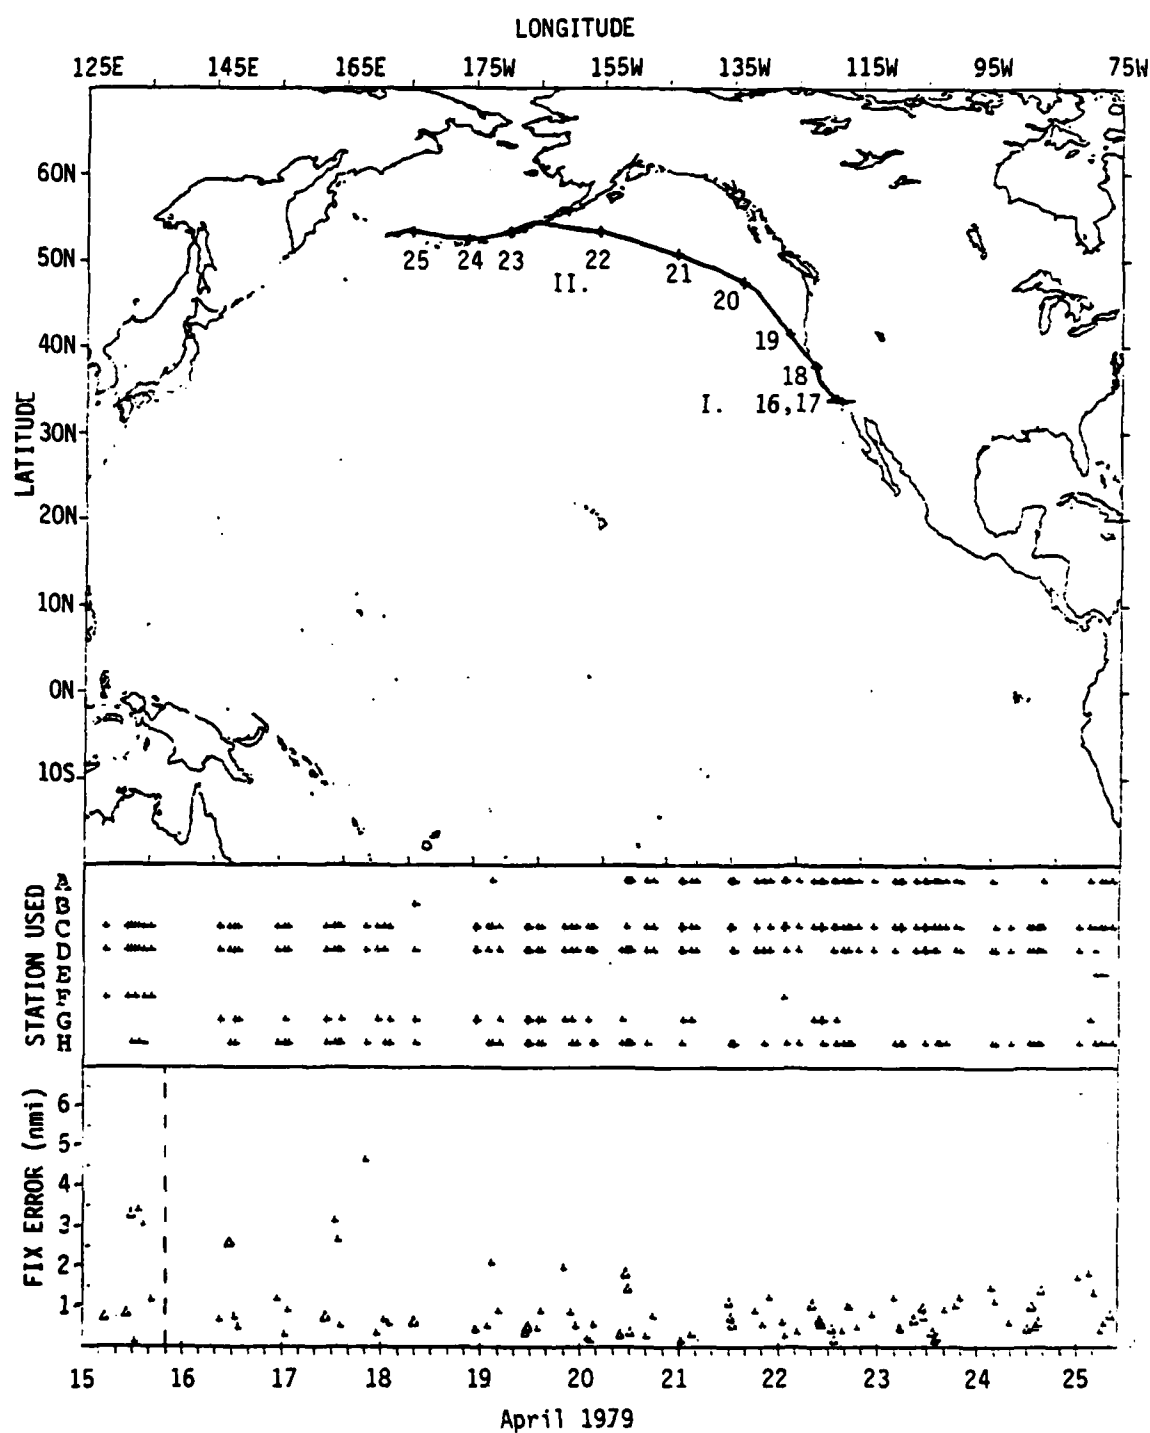 LONGITUDE
125E 145E 165E 175W 155W 135W 115W 95W 75W
LATITUDE
60N
50N
40N
30N
20N
10N
0N
10S
25 24 23 22 21 20 19 18
II.
I. 16,17
STATION USED
A
B
C
D
E
F
G
H
FIX ERROR (nmi)
6
5
4
3
2
1
15 16 17 18 19 20 21 22 23 24 25
April 1979